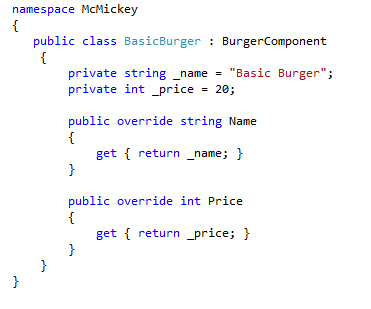 namespace McMickey
{
public class BasicBurger : BurgerComponent
{
private string _name = "Basic Burger";
private int _price = 20;
public override string Name
{
get { return _name; }
}
public override int Price
{
get { return _price; }
}
}
}